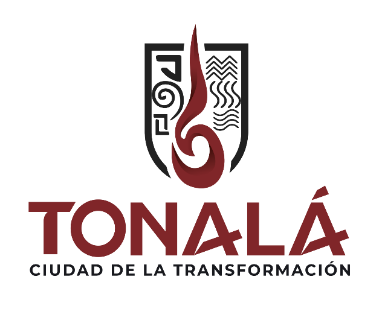 TONALÁ
CIUDAD DE LA TRANSFORMACIÓN